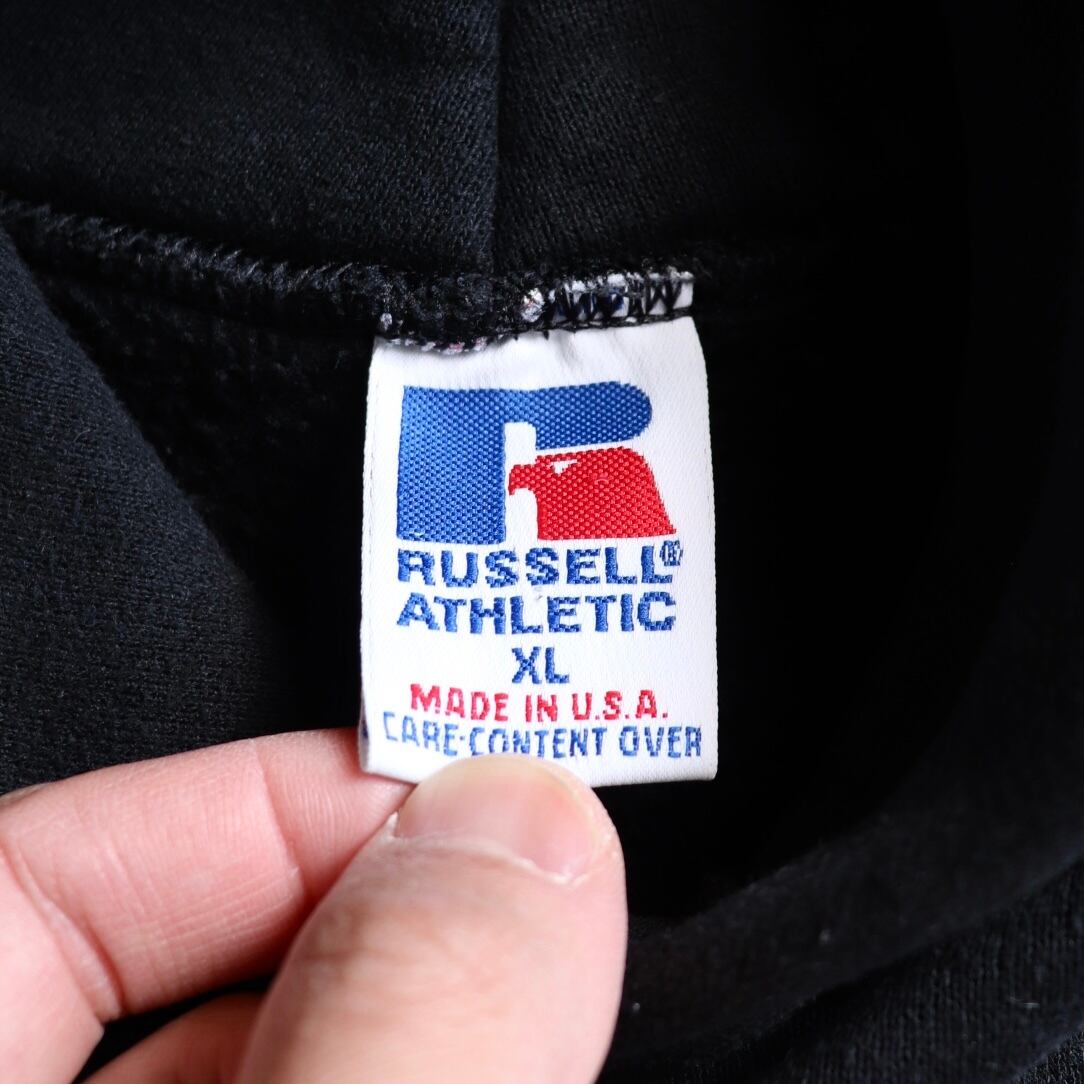 R
RUSSELL®
ATHLETIC
XL
MADE IN U.S.A.
CARE·CONTENT OVER